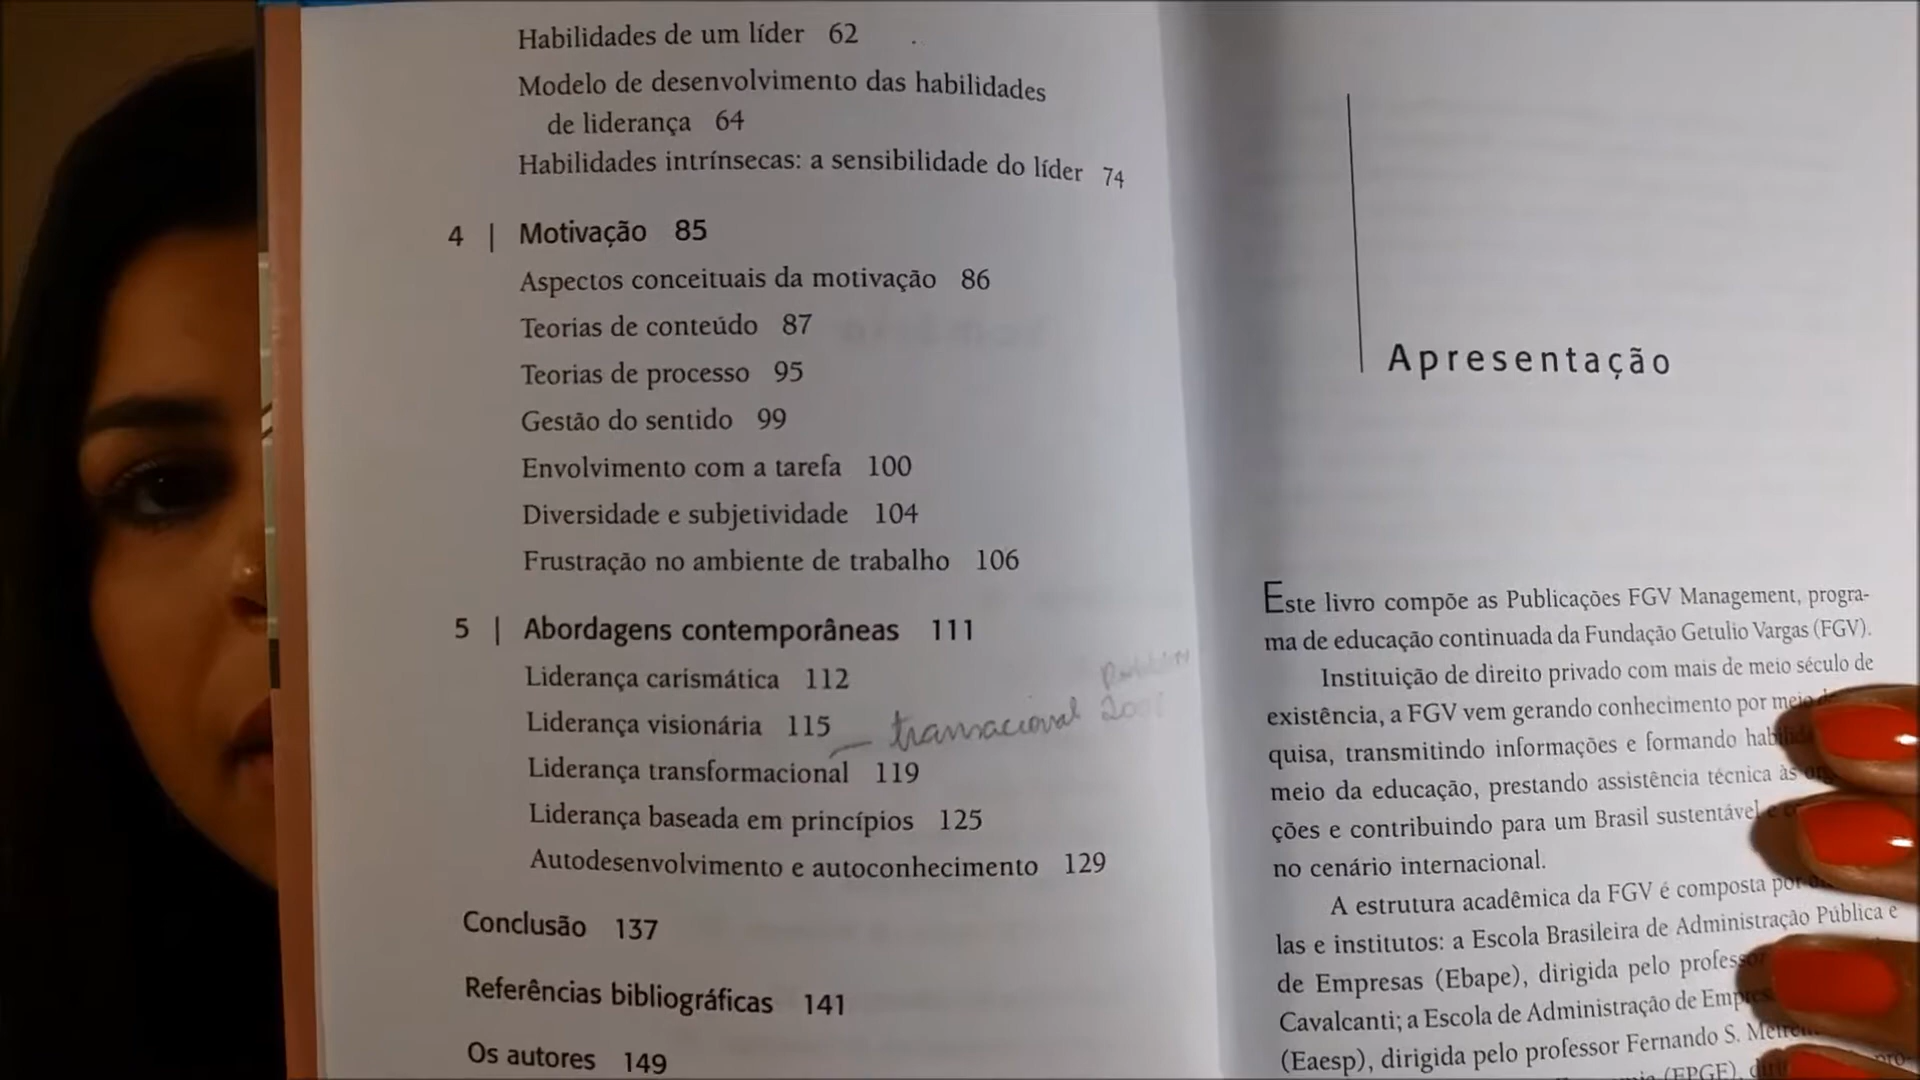 Habilidades de um líder 62
Modelo de desenvolvimento das habilidades
de liderança 64
Habilidades intrínsecas: a sensibilidade do líder 74
4 | Motivação 85
Aspectos conceituais da motivação 86
Teorias de conteúdo 87
Teorias de processo 95
Gestão do sentido 99
Envolvimento com a tarefa 100
Diversidade e subjetividade 104
Frustração no ambiente de trabalho 106
5 | Abordagens contemporâneas 111
Liderança carismática 112
Liderança visionária 115
transacional
Liderança transformacional 119
Liderança baseada em princípios 125
Autodesenvolvimento e autoconhecimento 129
Conclusão 137
Referências bibliográficas 141
Os autores 149
Apresentação
Este livro compõe as Publicações FGV Management, progra-
ma de educação continuada da Fundação Getulio Vargas (FGV).
Instituição de direito privado com mais de meio século de
existência, a FGV vem gerando conhecimento por meio
quisa, transmitindo informações e formando
meio da educação, prestando assistência técnica às
ções e contribuindo para um Brasil sustentável
no cenário internacional.
A estrutura acadêmica da FGV é composta por
las e institutos: a Escola Brasileira de Administração Pública e
de Empresas (Ebape), dirigida pelo professor
Cavalcanti; a Escola de Administração de
(Eaesp), dirigida pelo professor Fernando S.
(EPGE),